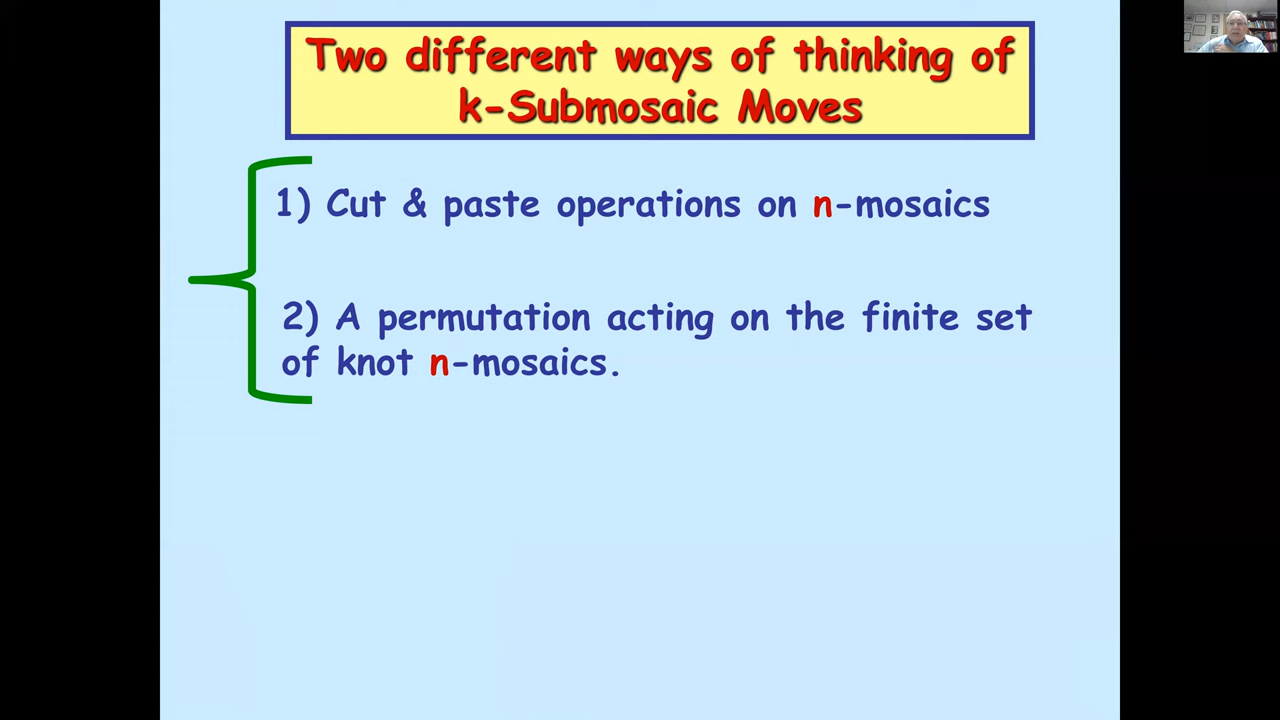 Two different ways of thinking of
k-Submosaic Moves
1) Cut & paste operations on n-mosaics
2) A permutation acting on the finite set
of knot n-mosaics.